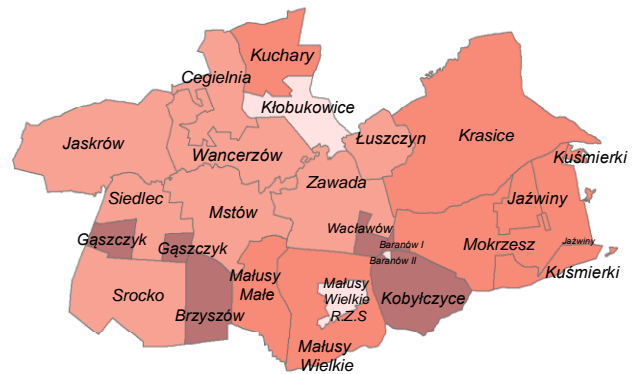 Kuchary
Cegielnia
Kłobukowice
Jaskrów
Wancerzów
Łuszczyn
Krasice
Kuśmierki
Siedlec
Mstów
Zawada
Jaźwiny
Gąszczyk
Gąszczyk
Wacławów
Baranów I
Baranów II
Mokrzesz
Jaźwiny
Kuśmierki
Srocko
Brzyszów
Małusy
Małe
Małusy
Wielkie
R.Z.S
Kobyłczyce
Małusy
Wielkie